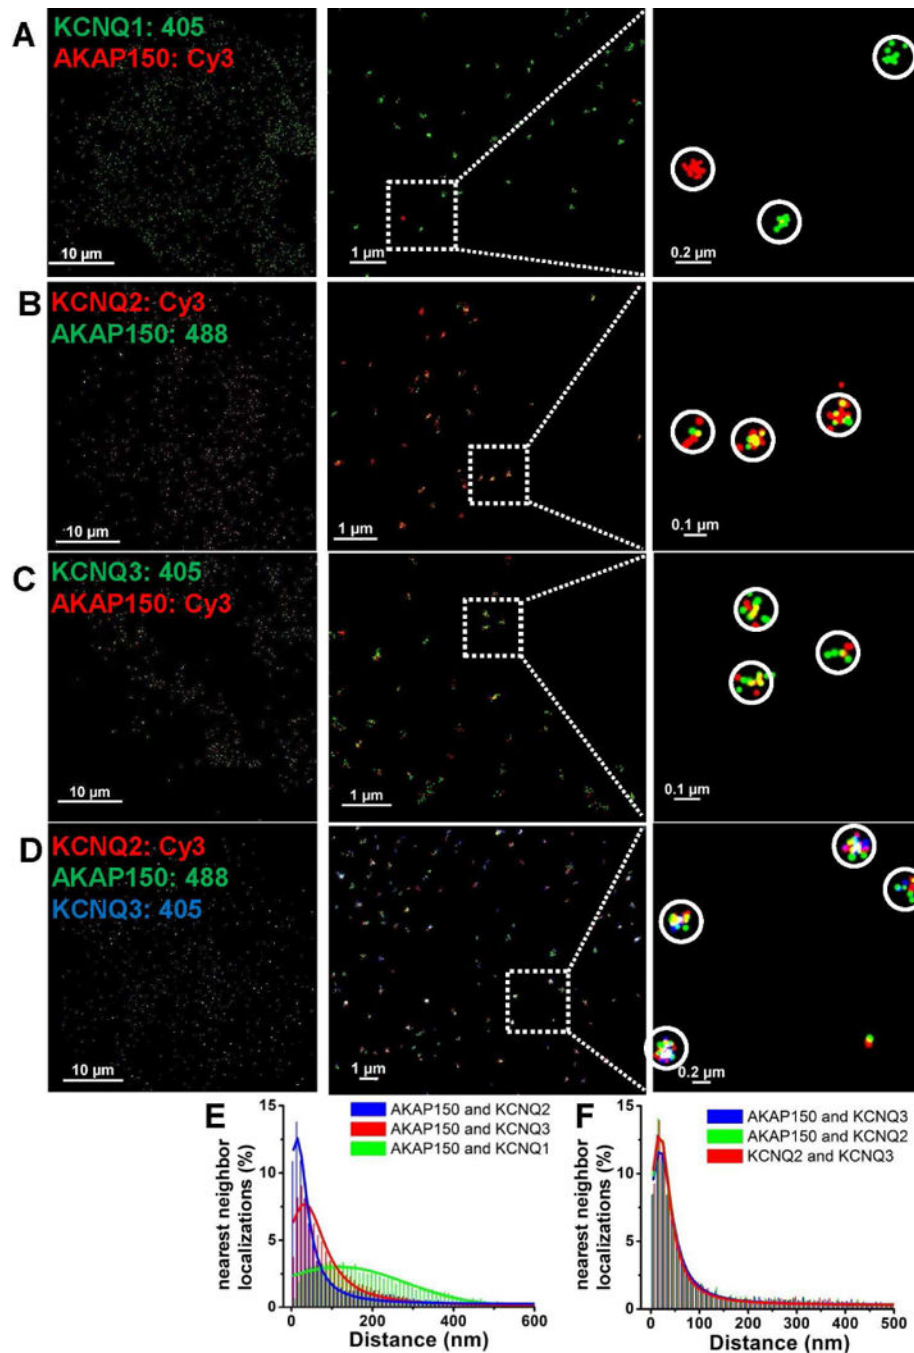 A
KCNQ1: 405
AKAP150: Cy3
10 µm
1 µm
0.2 µm
B
KCNQ2: Cy3
AKAP150: 488
10 µm
1 µm
0.1 µm
C
KCNQ3: 405
AKAP150: Cy3
10 µm
1 µm
0.1 µm
D
KCNQ2: Cy3
AKAP150: 488
KCNQ3: 405
10 µm
1 µm
0.2 µm
E
AKAP150 and KCNQ2
AKAP150 and KCNQ3
AKAP150 and KCNQ1
nearest neighbor
localizations (%)
15
10
5
0
0 200 400 600
Distance (nm)
F
AKAP150 and KCNQ3
AKAP150 and KCNQ2
KCNQ2 and KCNQ3
nearest neighbor
localizations (%)
15
10
5
0
0 100 200 300 400 500
Distance (nm)